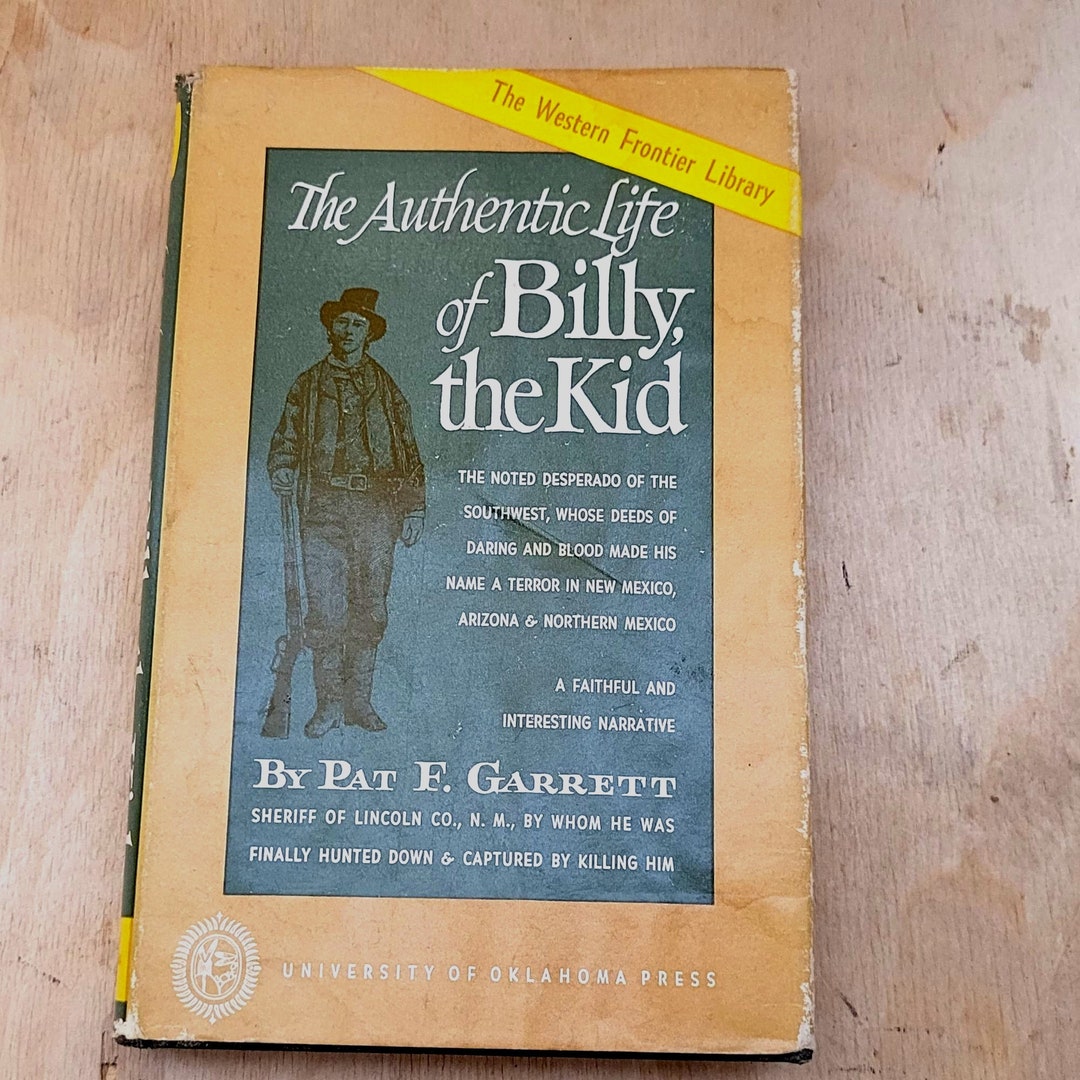 The Western Frontier Library
The Authentic Life
of Billy,
the Kid
THE NOTED DESPERADO OF THE
SOUTHWEST, WHOSE DEEDS OF
DARING AND BLOOD MADE HIS
NAME A TERROR IN NEW MEXICO,
ARIZONA & NORTHERN MEXICO
A FAITHFUL AND
INTERESTING NARRATIVE
BY PAT F. GARRETT
SHERIFF OF LINCOLN CO., N. M., BY WHOM HE WAS
FINALLY HUNTED DOWN & CAPTURED BY KILLING HIM
UNIVERSITY OF OKLAHOMA PRESS